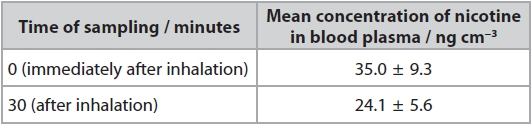 Time of sampling / minutes
Mean concentration of nicotine
in blood plasma / ng cm⁻³
0 (immediately after inhalation)
35.0 ± 9.3
30 (after inhalation)
24.1 ± 5.6